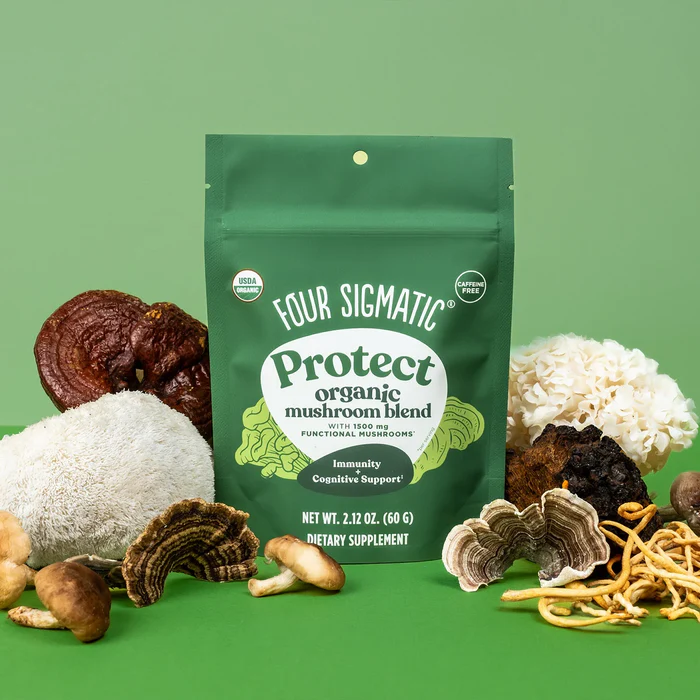 USDA
ORGANIC
CAFFEINE
FREE
FOUR SIGMATIC®
Protect
organic
mushroom blend
WITH 1500 mg
FUNCTIONAL MUSHROOMS*
Immunity
+
Cognitive Support‡
NET WT. 2.12 OZ. (60 G)
DIETARY SUPPLEMENT